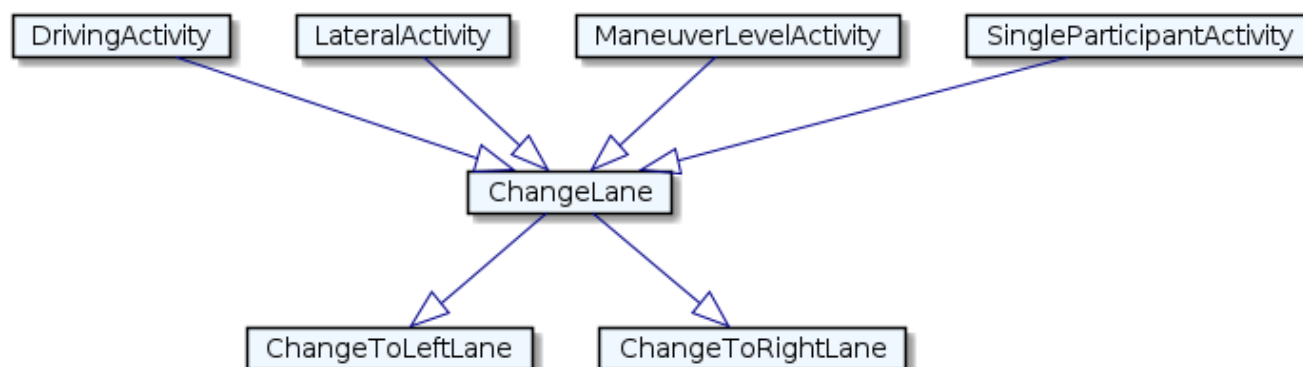 DrivingActivity
LateralActivity
ManeuverLevelActivity
SingleParticipantActivity
ChangeLane
ChangeToLeftLane
ChangeToRightLane